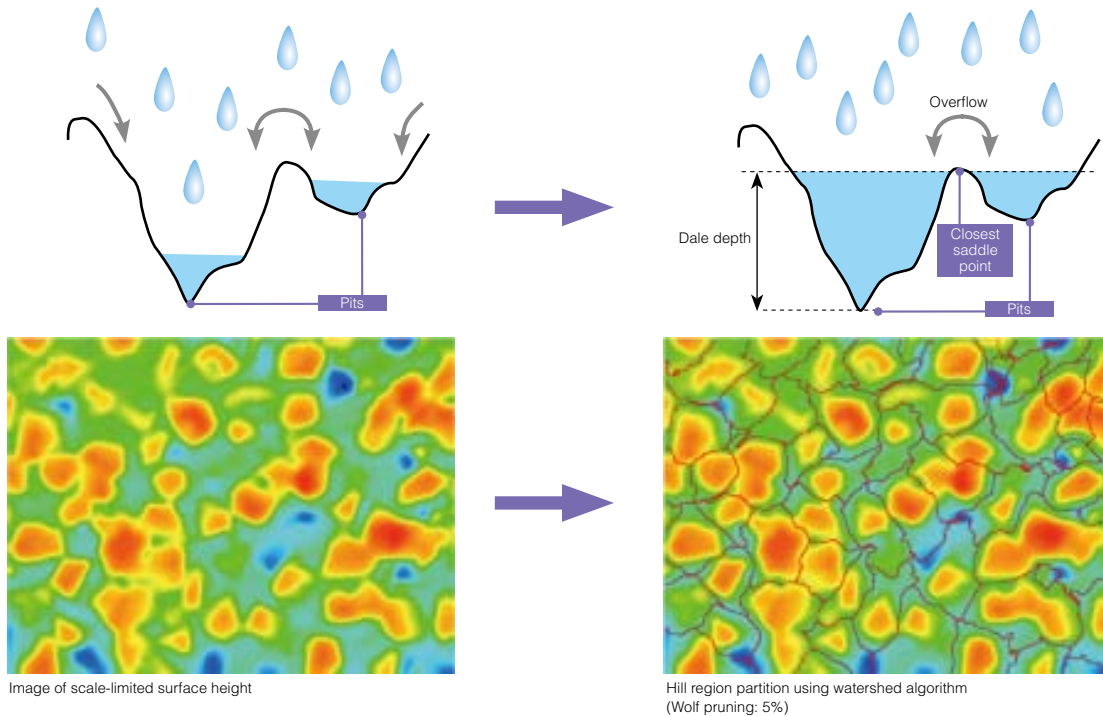 Pits
Overflow
Dale depth
Closest
saddle
point
Pits
Image of scale-limited surface height
Hill region partition using watershed algorithm
(Wolf pruning: 5%)